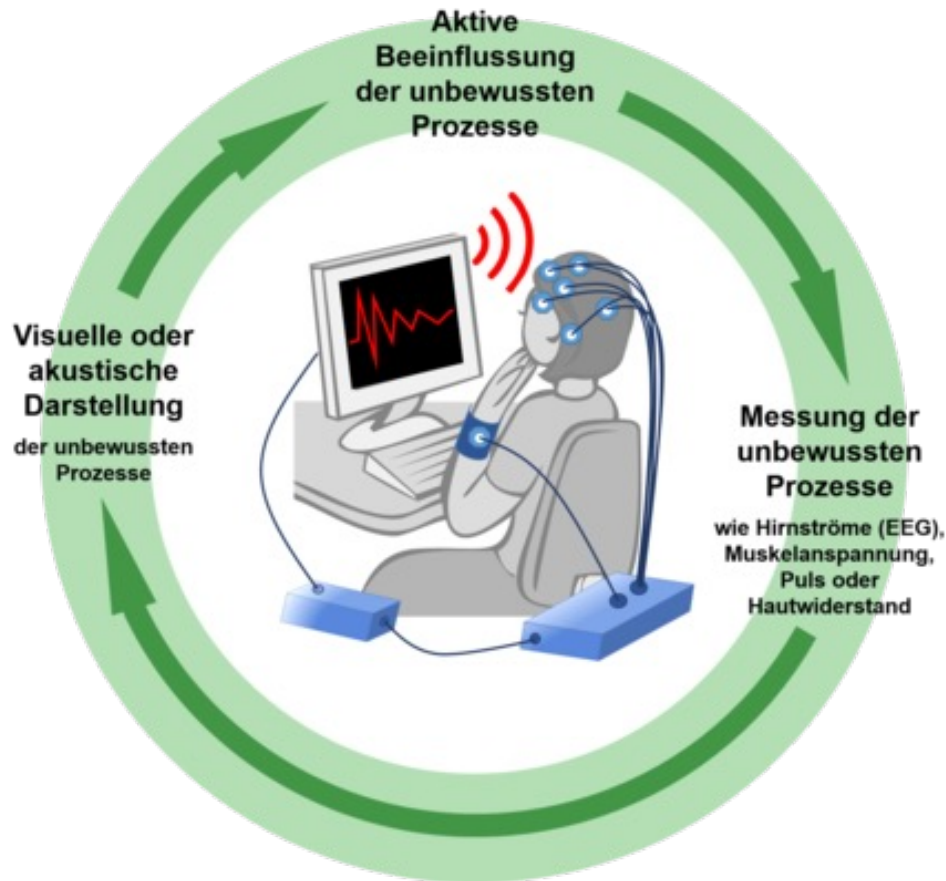 Aktive
Beeinflussung
der unbewussten
Prozesse
Visuelle oder
akustische
Darstellung
der unbewussten
Prozesse
Messung der
unbewussten
Prozesse
wie Hirnströme (EEG),
Muskelanspannung,
Puls oder
Hautwiderstand